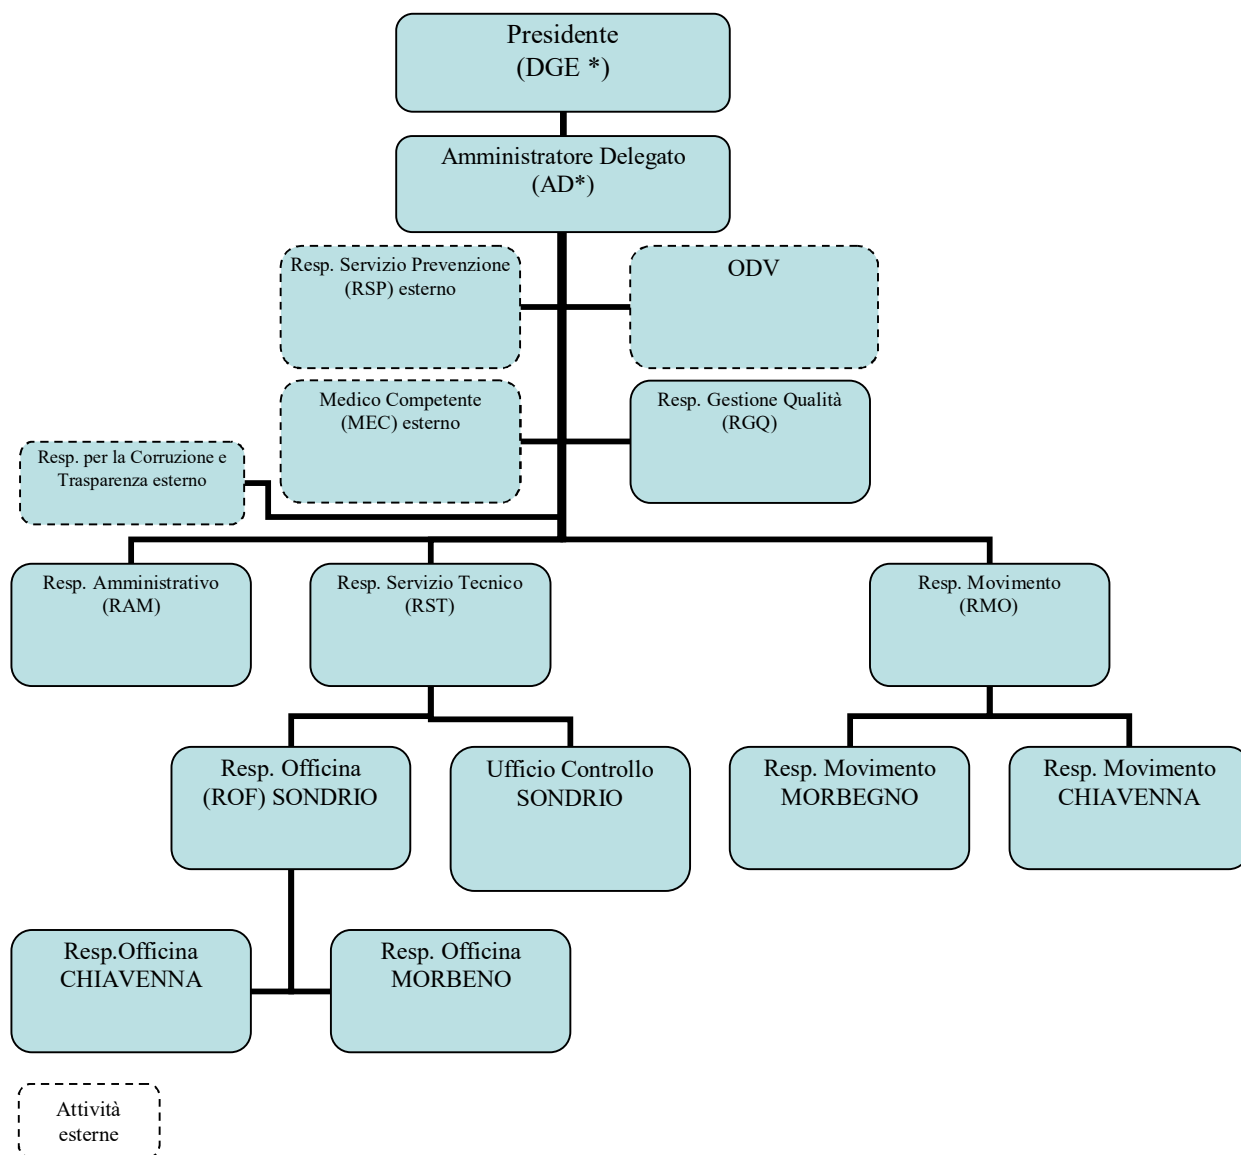 Presidente
(DGE *)
Amministratore Delegato
(AD*)
Resp. Servizio Prevenzione
(RSP) esterno
ODV
Medico Competente
(MEC) esterno
Resp. Gestione Qualità
(RGQ)
Resp. per la Corruzione e
Trasparenza esterno
Resp. Amministrativo
(RAM)
Resp. Servizio Tecnico
(RST)
Resp. Movimento
(RMO)
Resp. Officina
(ROF) SONDRIO
Ufficio Controllo
SONDRIO
Resp. Movimento
MORBEGNO
Resp. Movimento
CHIAVENNA
Resp.Officina
CHIAVENNA
Resp. Officina
MORBENO
Attività
esterne